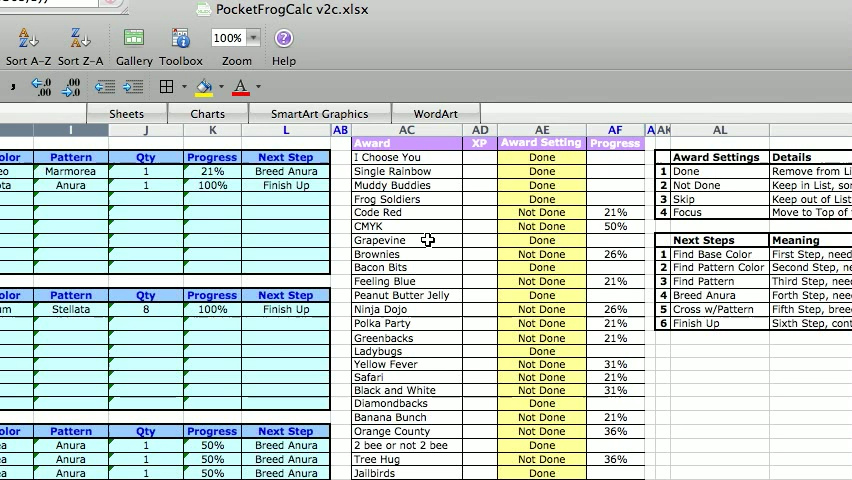 PocketFrogCalc v2c.xlsx
Sort A-Z Sort Z-A Gallery Toolbox 100% Zoom Help
Sheets Charts SmartArt Graphics WordArt
I J K L AB AC AD AE AF AL
Award XP Award Setting Progress
Pattern Qty Progress Next Step I Choose You Done Award Settings Details
Marmorea 1 21% Breed Anura Single Rainbow Done 1 Done Remove from Li
Anura 1 100% Finish Up Muddy Buddies Done 2 Not Done Keep in List, so
Frog Soldiers Done 3 Skip Keep out of Lis
Code Red Not Done 21% 4 Focus Move to Top of
CMYK Not Done 50%
Grapevine Done Next Steps Meaning
Brownies Not Done 26% 1 Find Base Color First Step, need
Bacon Bits Done 2 Find Pattern Color Second Step, ne
Feeling Blue Not Done 21% 3 Find Pattern Third Step, need
Pattern Qty Progress Next Step Peanut Butter Jelly Done 4 Breed Anura Forth Step, need
Stellata 8 100% Finish Up Ninja Dojo Not Done 26% 5 Cross w/Pattern Fifth Step, bree
Polka Party Not Done 21% 6 Finish Up Sixth Step, cont
Greenbacks Not Done 21%
Ladybugs Done
Yellow Fever Not Done 31%
Safari Not Done 21%
Black and White Not Done 31%
Diamondbacks Done
Banana Bunch Not Done 21%
Pattern Qty Progress Next Step Orange County Not Done 36%
Anura 1 50% Breed Anura 2 bee or not 2 bee Done
Anura 1 50% Breed Anura Tree Hug Not Done 36%
Anura 1 50% Breed Anura Jailbirds Done